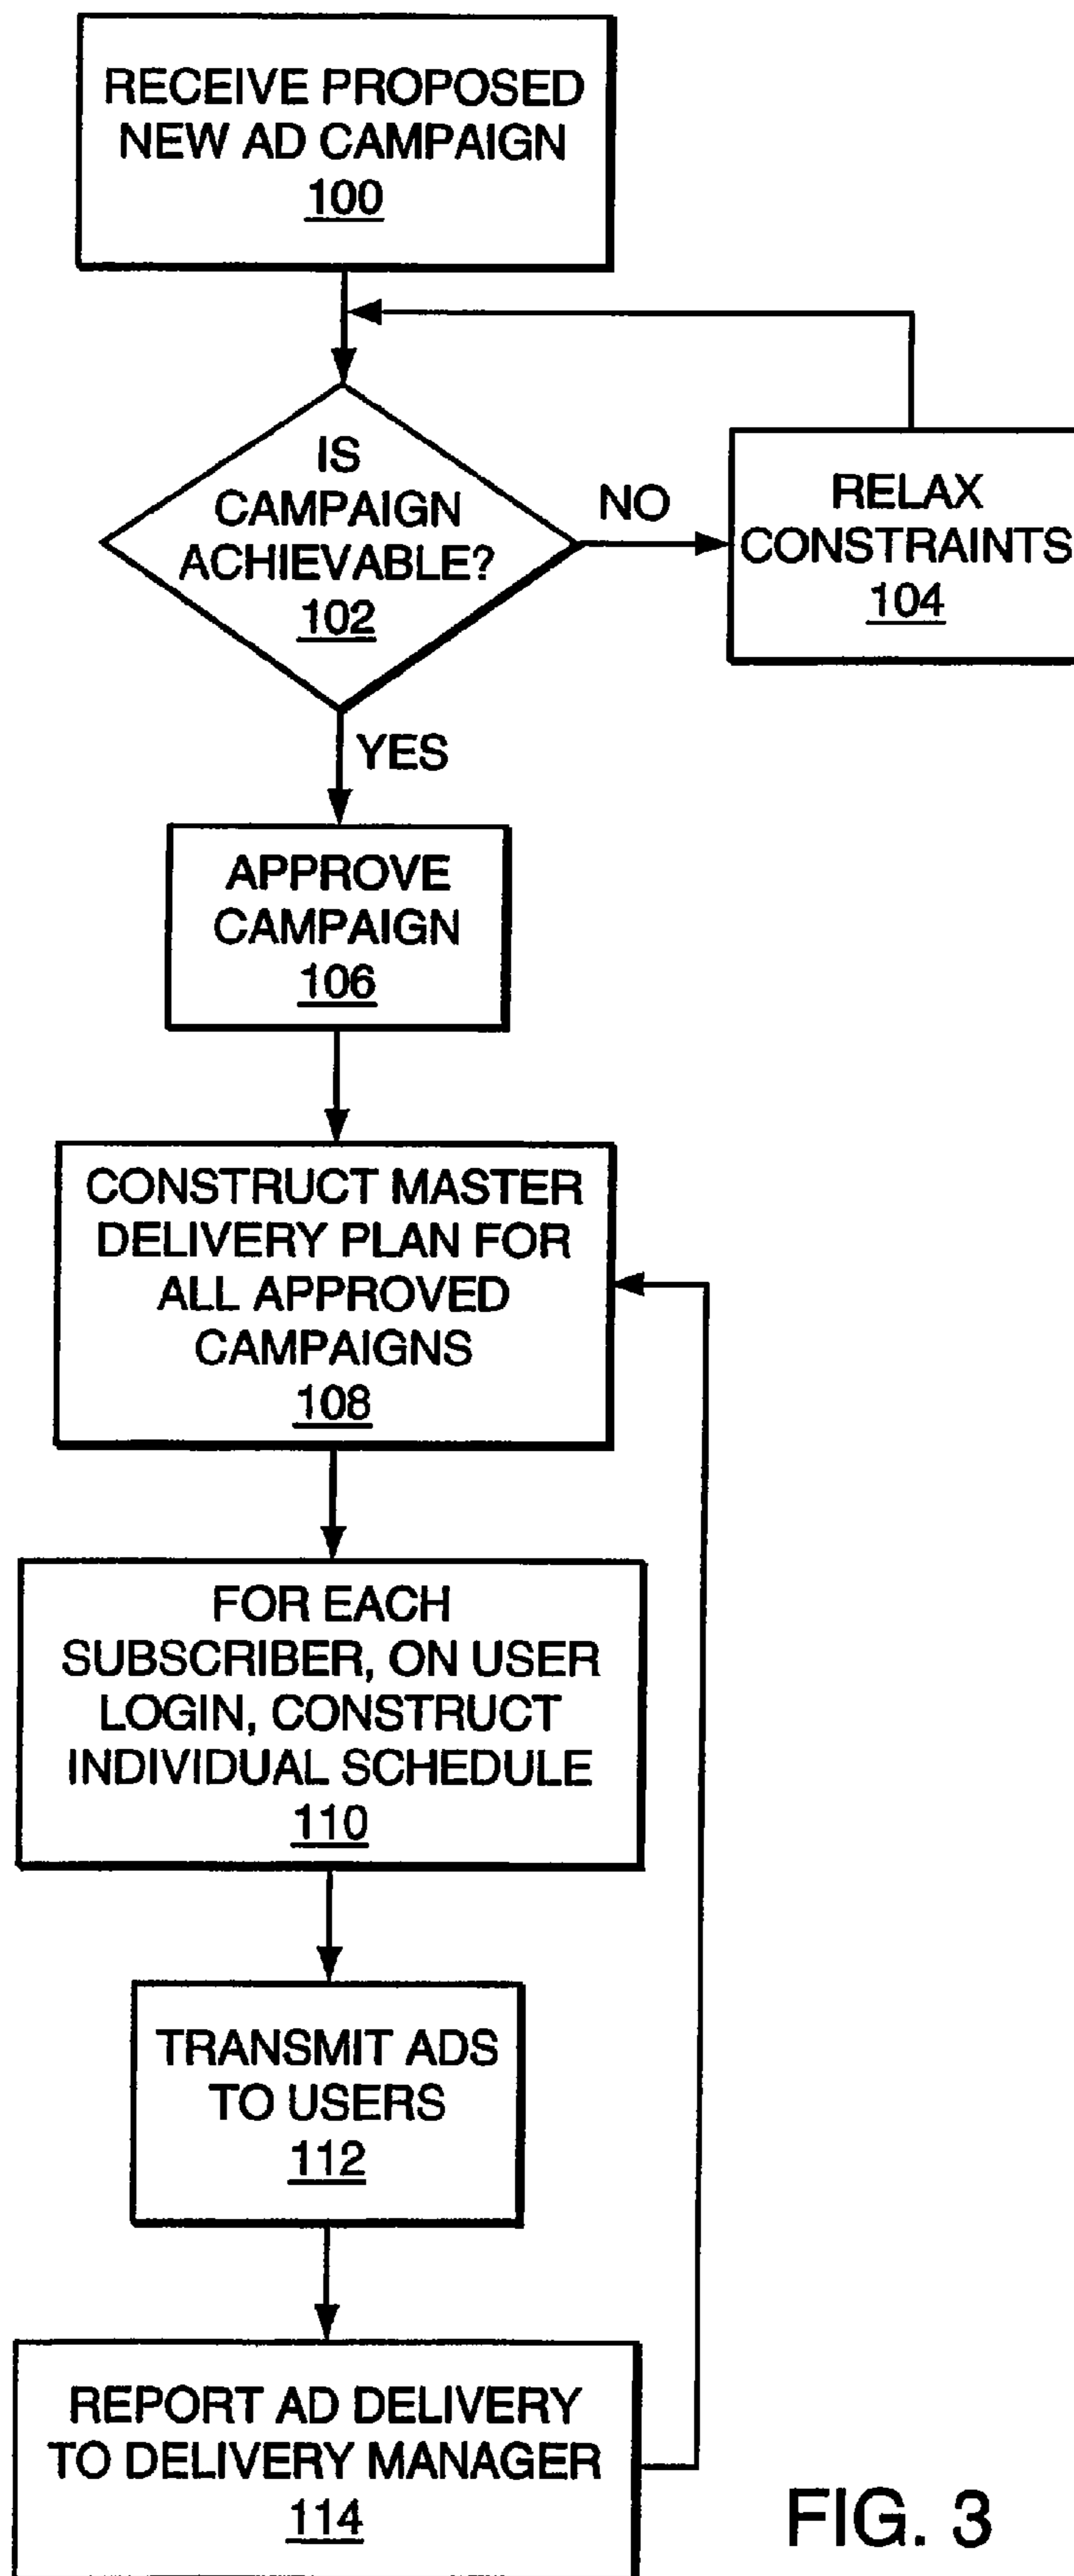 RECEIVE PROPOSED
NEW AD CAMPAIGN
100
IS
CAMPAIGN
ACHIEVABLE?
102
NO
RELAX
CONSTRAINTS
104
YES
APPROVE
CAMPAIGN
106
CONSTRUCT MASTER
DELIVERY PLAN FOR
ALL APPROVED
CAMPAIGNS
108
FOR EACH
SUBSCRIBER, ON USER
LOGIN, CONSTRUCT
INDIVIDUAL SCHEDULE
110
TRANSMIT ADS
TO USERS
112
REPORT AD DELIVERY
TO DELIVERY MANAGER
114
FIG. 3